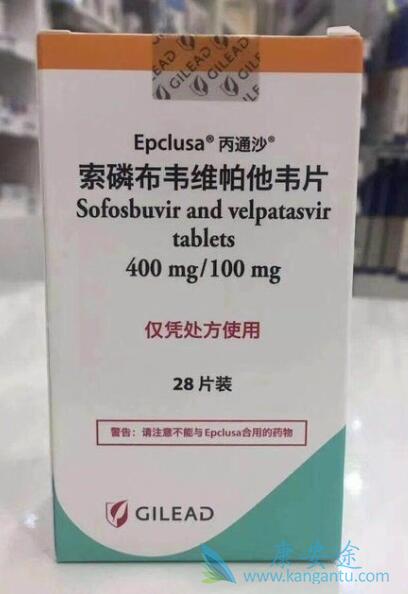 GILEAD
Epclusa® 丙通沙®
索磷布韦维帕他韦片
Sofosbuvir and velpatasvir
tablets
400 mg/100 mg
仅凭处方使用
28 片装
警告：请注意不能与Epclusa合用的药物
GILEAD
康安途
www.kangantu.com